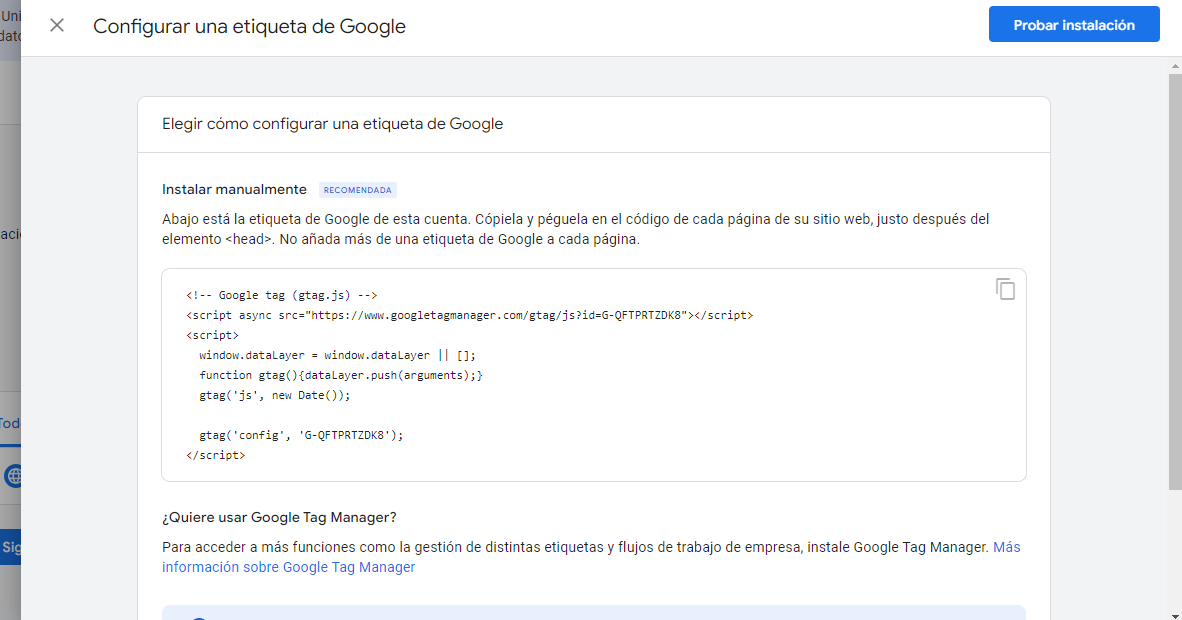 Uni
Configurar una etiqueta de Google
Probar instalación
Elegir cómo configurar una etiqueta de Google
Instalar manualmente RECOMENDADA
Abajo está la etiqueta de Google de esta cuenta. Cópiela y péguela en el código de cada página de su sitio web, justo después del
elemento <head>. No añada más de una etiqueta de Google a cada página.
<!-- Google tag (gtag.js) -->
<script async src="https://www.googletagmanager.com/gtag/js?id=G-QFTPRTZDK8"></script>
<script>
window.dataLayer = window.dataLayer || [];
function gtag(){dataLayer.push(arguments);}
gtag('js', new Date());
gtag('config', 'G-QFTPRTZDK8');
</script>
¿Quiere usar Google Tag Manager?
Para acceder a más funciones como la gestión de distintas etiquetas y flujos de trabajo de empresa, instale Google Tag Manager. Más
información sobre Google Tag Manager